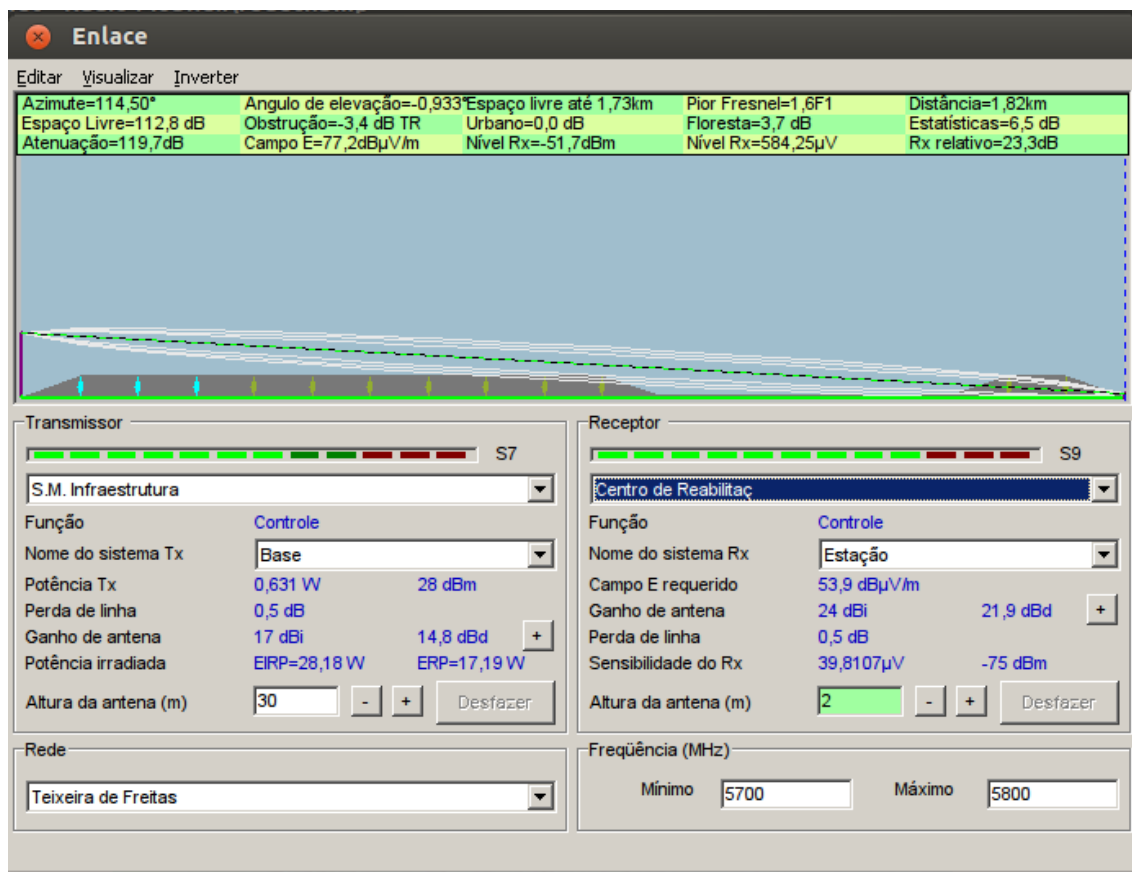 Enlace
Editar Visualizar Inverter
Azimute=114,50° Angulo de elevação=-0,933° Espaço livre até 1,73km Pior Fresnel=1,6F1 Distância=1,82km
Espaço Livre=112,8 dB Obstrução=-3,4 dB TR Urbano=0,0 dB Floresta=3,7 dB Estatísticas=6,5 dB
Atenuação=119,7dB Campo E=77,2dBµV/m Nível Rx=-51,7dBm Nível Rx=584,25µV Rx relativo=23,3dB
Transmissor
S7
S.M. Infraestrutura
Função Controle
Nome do sistema Tx Base
Potência Tx 0,631 W 28 dBm
Perda de linha 0,5 dB
Ganho de antena 17 dBi 14,8 dBd +
Potência irradiada EIRP=28,18 W ERP=17,19 W
Altura da antena (m) 30 - + Desfazer
Receptor
S9
Centro de Reabilitaç
Função Controle
Nome do sistema Rx Estação
Campo E requerido 53,9 dBµV/m
Ganho de antena 24 dBi 21,9 dBd +
Perda de linha 0,5 dB
Sensibilidade do Rx 39,8107µV -75 dBm
Altura da antena (m) 2 - + Desfazer
Rede
Teixeira de Freitas
Freqüência (MHz)
Mínimo 5700 Máximo 5800